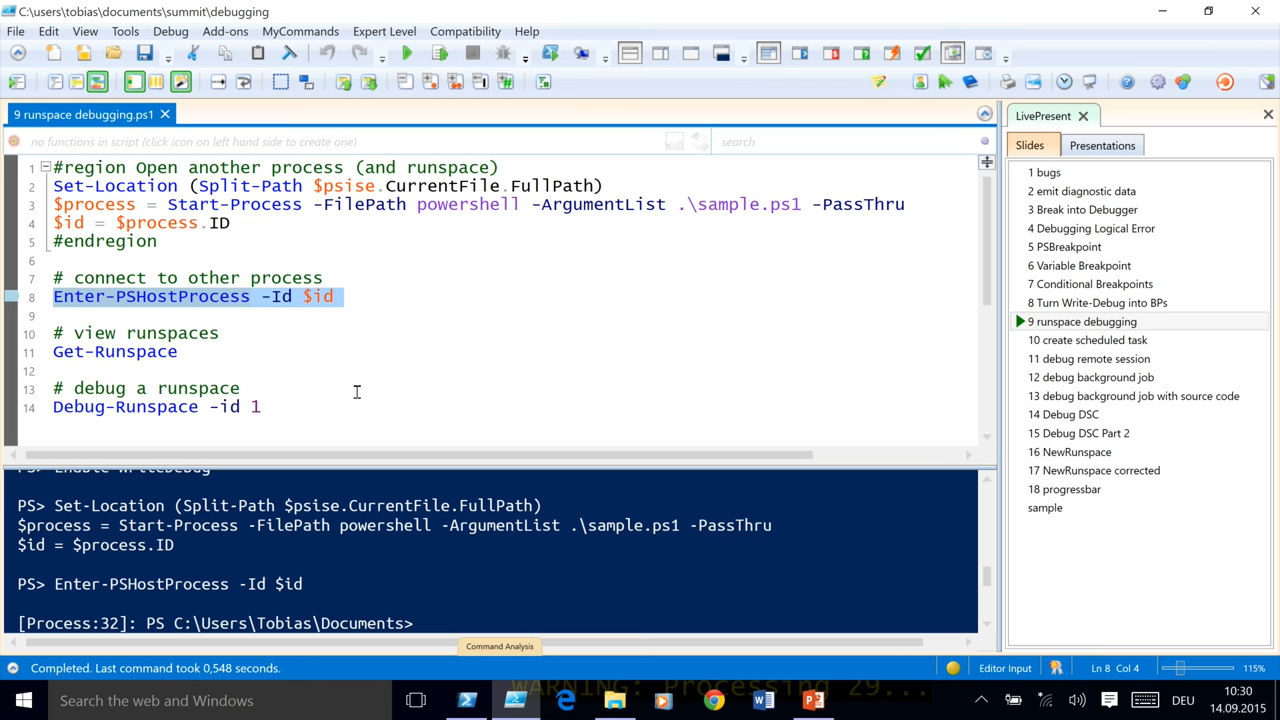 C:\users\tobias\documents\summit\debugging
File Edit View Tools Debug Add-ons MyCommands Expert Level Compatibility Help
9 runspace debugging.ps1
no functions in script (click icon on left hand side to create one)
search
1 #region Open another process (and runspace)
2 Set-Location (Split-Path $psise.CurrentFile.FullPath)
3 $process = Start-Process -FilePath powershell -ArgumentList .\sample.ps1 -PassThru
4 $id = $process.ID
5 #endregion
6
7 # connect to other process
8 Enter-PSHostProcess -Id $id
9
10 # view runspaces
11 Get-Runspace
12
13 # debug a runspace
14 Debug-Runspace -id 1
PS> Enable WriteDebug
PS> Set-Location (Split-Path $psise.CurrentFile.FullPath)
$process = Start-Process -FilePath powershell -ArgumentList .\sample.ps1 -PassThru
$id = $process.ID
PS> Enter-PSHostProcess -Id $id
[Process:32]: PS C:\Users\Tobias\Documents>
Command Analysis
LivePresent
Slides Presentations
1 bugs
2 emit diagnostic data
3 Break into Debugger
4 Debugging Logical Error
5 PSBreakpoint
6 Variable Breakpoint
7 Conditional Breakpoints
8 Turn Write-Debug into BPs
9 runspace debugging
10 create scheduled task
11 debug remote session
12 debug background job
13 debug background job with source code
14 Debug DSC
15 Debug DSC Part 2
16 NewRunspace
17 NewRunspace corrected
18 progressbar
sample
Completed. Last command took 0,548 seconds.
Editor Input
Ln 8 Col 4
115%
WARNING: Processing 29...
Search the web and Windows
DEU
10:30
14.09.2015